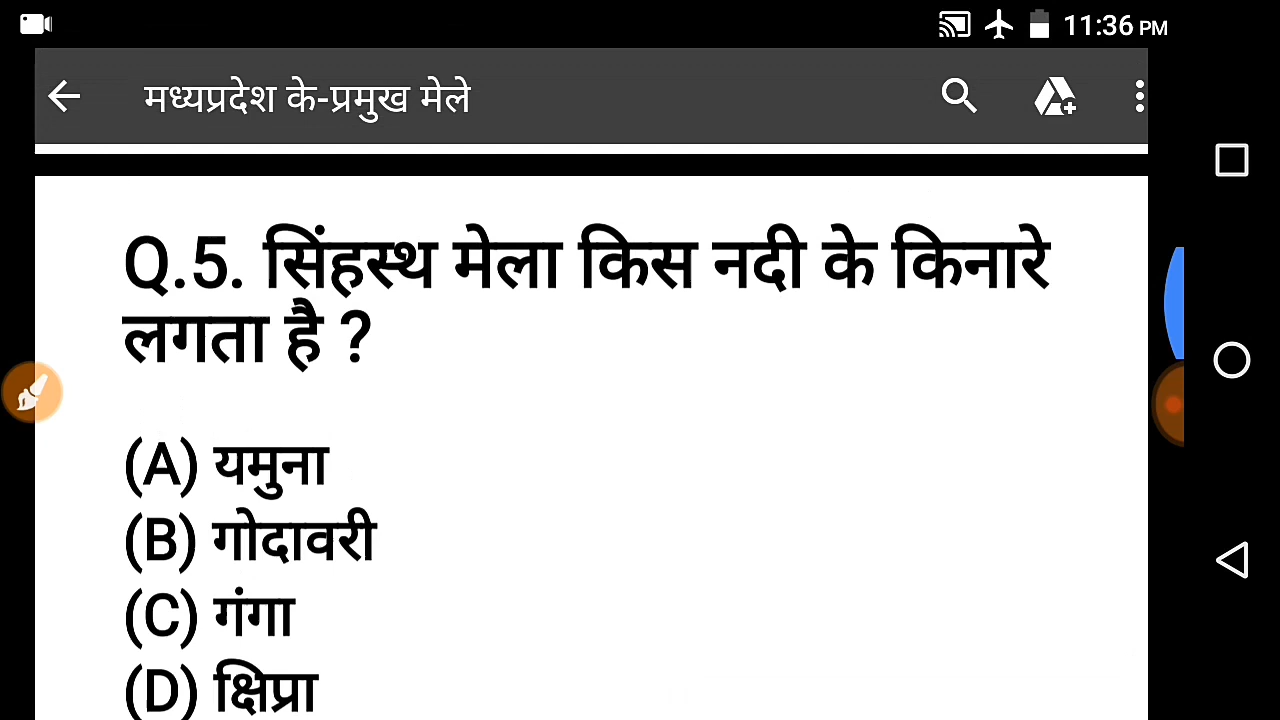 11:36 PM
मध्यप्रदेश के-प्रमुख मेले
Q.5. सिंहस्थ मेला किस नदी के किनारे
लगता है ?
(A) यमुना
(B) गोदावरी
(C) गंगा
(D) क्षिप्रा